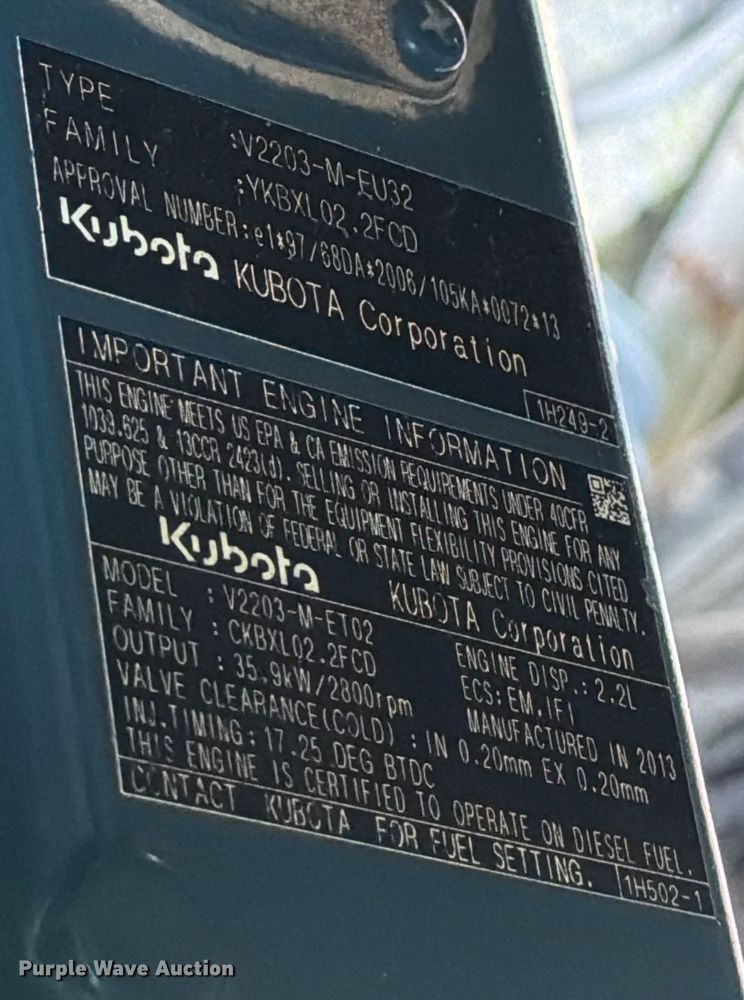 TYPE :V2203-M-EU32
FAMILY :YKBXL02.2FCD
APPROVAL NUMBER:e1*97/68DA*2006/105KA*0072*13
Kubota KUBOTA Corporation
1H249-2
IMPORTANT ENGINE INFORMATION
THIS ENGINE MEETS US EPA & CA EMISSION REQUIREMENTS UNDER 40CFR
1039.625 & 13CCR 2423(d). SELLING OR INSTALLING THIS ENGINE FOR ANY
PURPOSE OTHER THAN FOR THE EQUIPMENT FLEXIBILITY PROVISIONS CITED
MAY BE A VIOLATION OF FEDERAL OR STATE LAW SUBJECT TO CIVIL PENALTY.
Kubota KUBOTA Corporation
MODEL : V2203-M-ET02 ENGINE DISP.: 2.2L
FAMILY : CKBXL02.2FCD ECS:EM,IFI
OUTPUT : 35.9kW/2800rpm MANUFACTURED IN 2013
VALVE CLEARANCE(COLD) : IN 0.20mm EX 0.20mm
INJ.TIMING: 17.25 DEG BTDC
THIS ENGINE IS CERTIFIED TO OPERATE ON DIESEL FUEL.
CONTACT KUBOTA FOR FUEL SETTING. 1H502-1
Purple Wave Auction